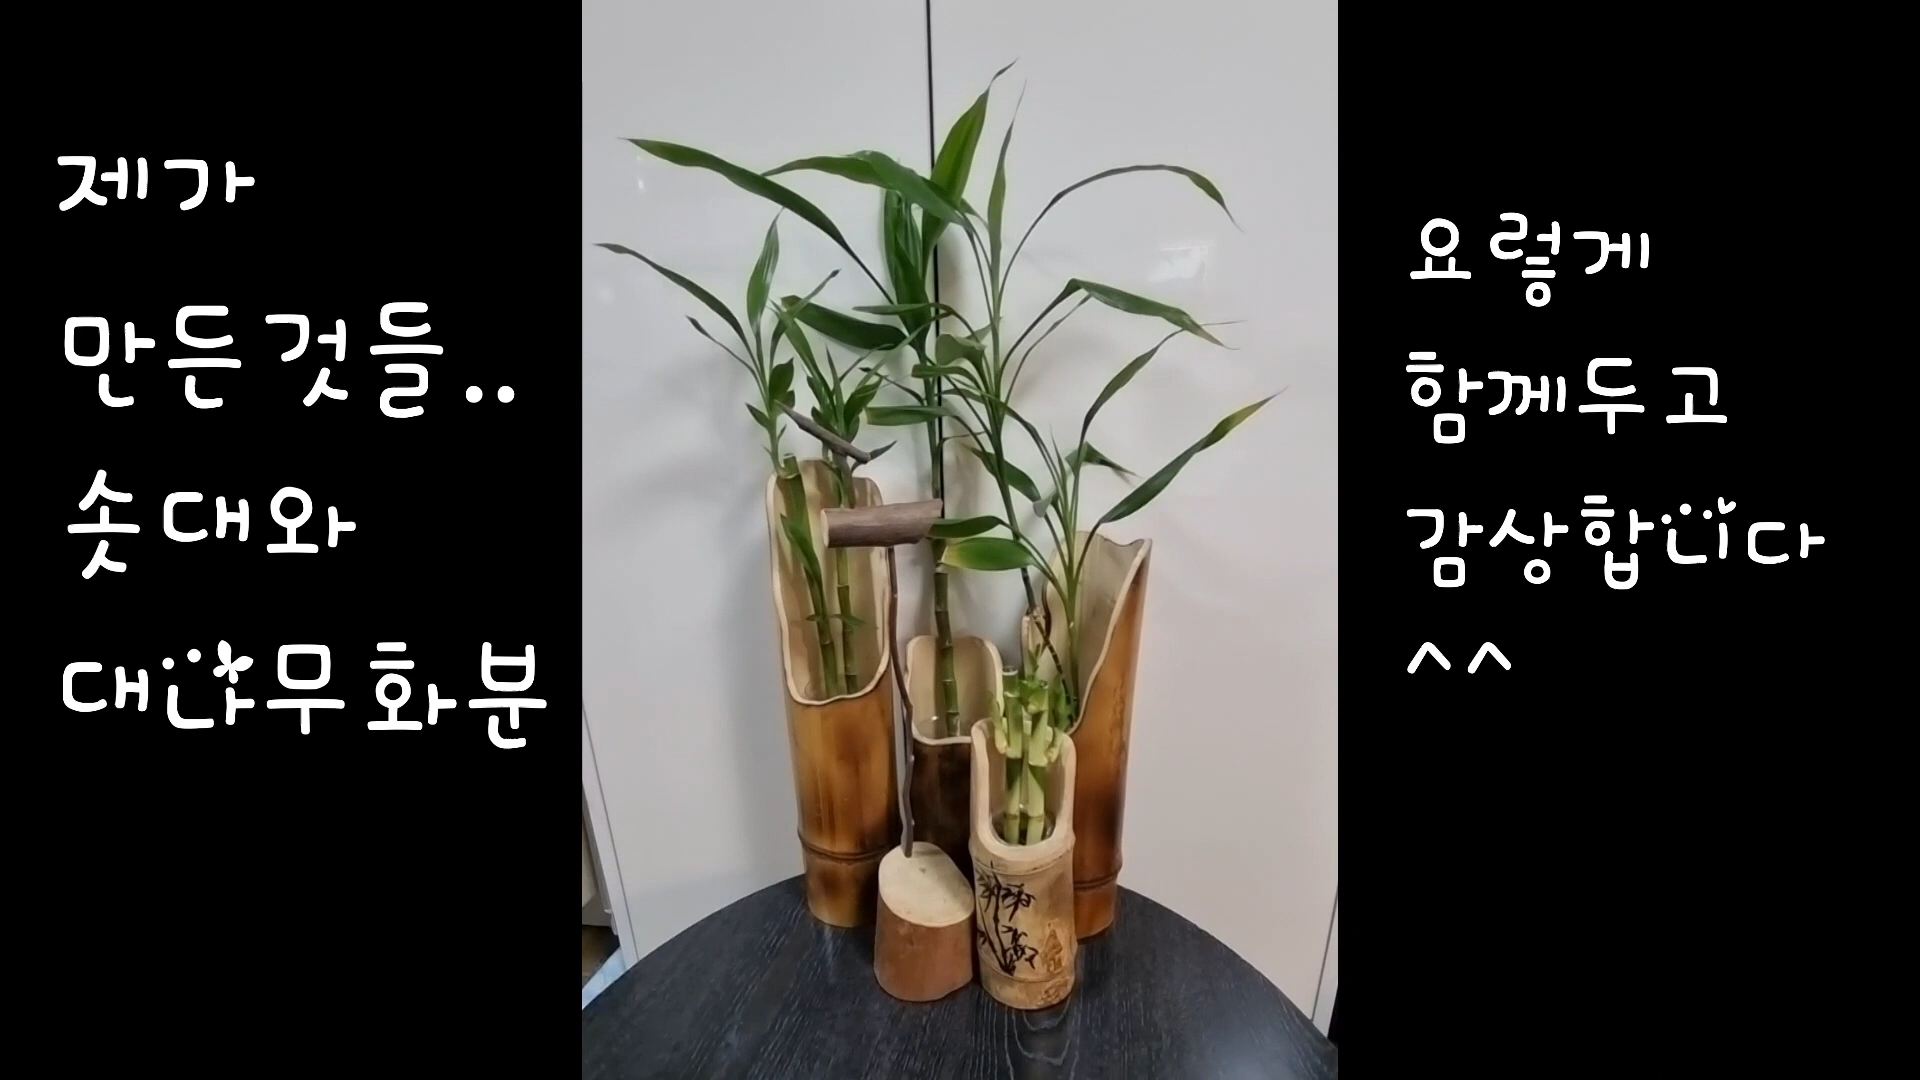 제가
만든것들..
솟대와
대나무화분
요렇게
함께두고
감상합니다
^^